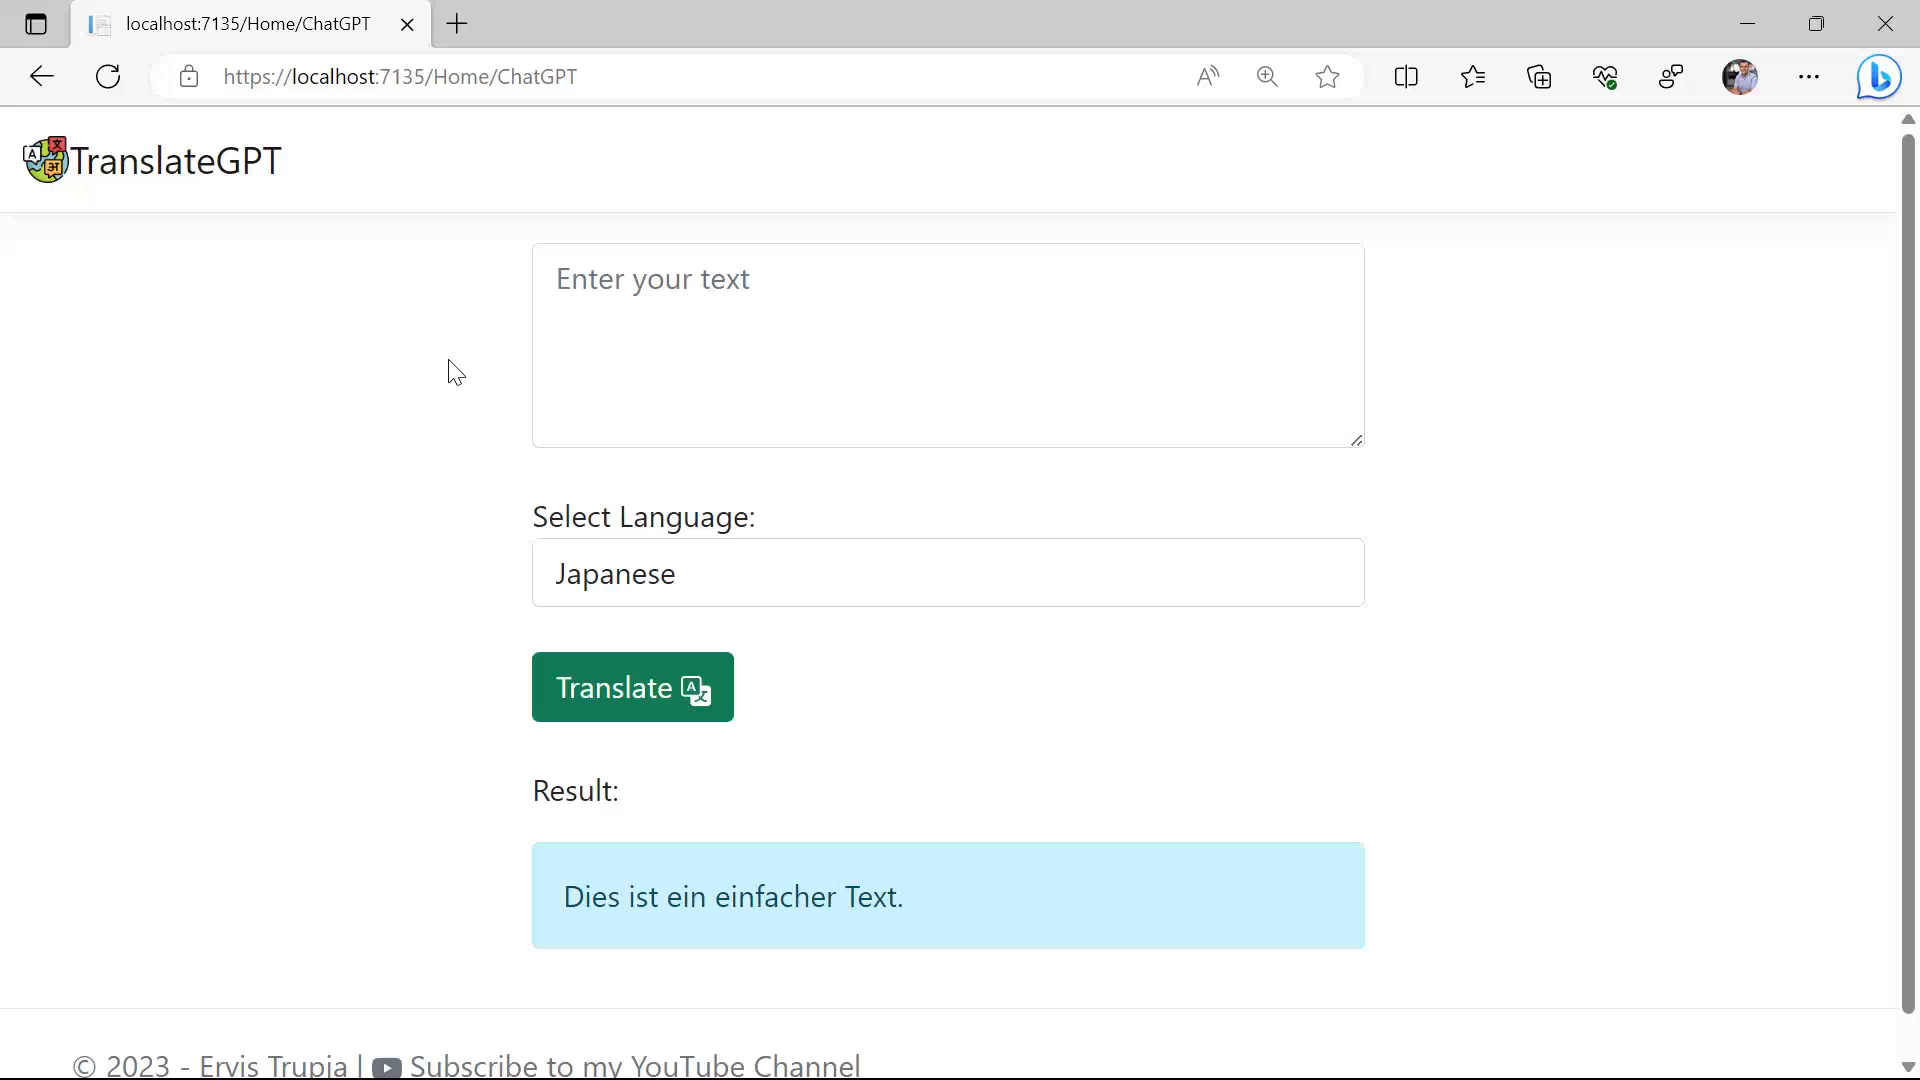 localhost:7135/Home/ChatGPT
https://localhost:7135/Home/ChatGPT
TranslateGPT
Enter your text
Select Language:
Japanese
Translate
Result:
Dies ist ein einfacher Text.
© 2023 - Ervis Trupja | Subscribe to my YouTube Channel